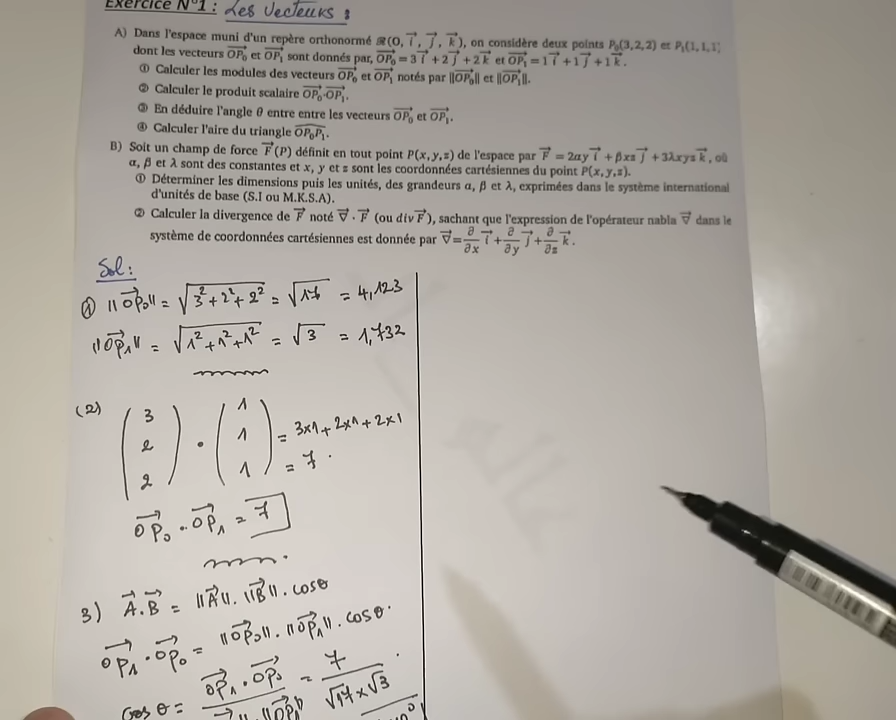 Exercice N°1 : Les Vecteurs :
A) Dans l'espace muni d'un repère orthonormé ℛ(O, i⃗, j⃗, k⃗), on considère deux points P₀(3,2,2) et P₁(1,1,1)
dont les vecteurs OP₀⃗ et OP₁⃗ sont donnés par, OP₀⃗ = 3 i⃗ + 2 j⃗ + 2 k⃗ et OP₁⃗ = 1 i⃗ + 1 j⃗ + 1 k⃗.
① Calculer les modules des vecteurs OP₀⃗ et OP₁⃗ notés par ||OP₀⃗|| et ||OP₁⃗||.
② Calculer le produit scalaire OP₀⃗·OP₁⃗.
③ En déduire l'angle θ entre entre les vecteurs OP₀⃗ et OP₁⃗.
④ Calculer l'aire du triangle OP₀P₁.
B) Soit un champ de force F⃗(P) définit en tout point P(x,y,z) de l'espace par F⃗ = 2αy i⃗ + βxz j⃗ + 3λxyz k⃗, où
α, β et λ sont des constantes et x, y et z sont les coordonnées cartésiennes du point P(x,y,z).
① Déterminer les dimensions puis les unités, des grandeurs α, β et λ, exprimées dans le système international
d'unités de base (S.I ou M.K.S.A).
② Calculer la divergence de F⃗ noté ∇⃗ · F⃗ (ou div F⃗), sachant que l'expression de l'opérateur nabla ∇⃗ dans le
système de coordonnées cartésiennes est donnée par ∇⃗ = ∂/∂x i⃗ + ∂/∂y j⃗ + ∂/∂z k⃗.
Sol :
① ||OP₀⃗|| = √(3² + 2² + 2²) = √17 = 4,123
||OP₁⃗|| = √(1² + 1² + 1²) = √3 = 1,732
(2) (3 2 2) · (1 1 1) = 3×1 + 2×1 + 2×1
= 7.
OP₀⃗ · OP₁⃗ = 7
3) A⃗.B⃗ = ||A⃗||.||B⃗||.cosθ
OP₁⃗ · OP₀⃗ = ||OP₀⃗||.||OP₁⃗||.cosθ.
Cos θ = OP₁⃗ · OP₀⃗ = 7 / √17 × √3